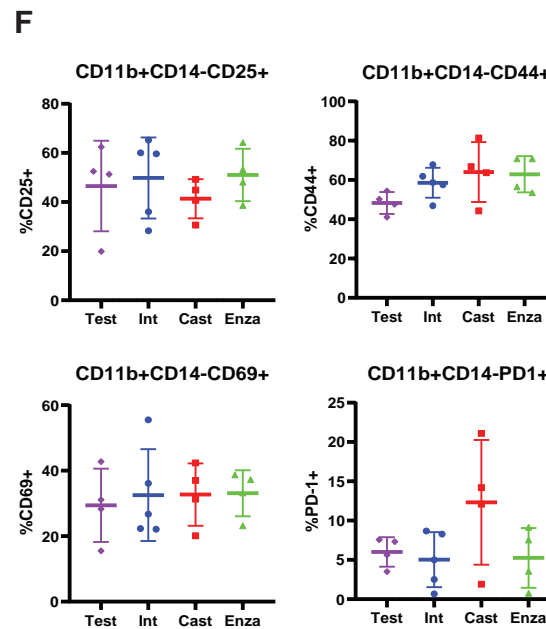 F
CD11b+CD14-CD25+
80
60
40
20
0
%CD25+
Test Int Cast Enza
CD11b+CD14-CD44+
100
80
60
40
20
0
%CD44+
Test Int Cast Enza
CD11b+CD14-CD69+
60
40
20
0
%CD69+
Test Int Cast Enza
CD11b+CD14-PD1+
25
20
15
10
5
0
%PD-1+
Test Int Cast Enza